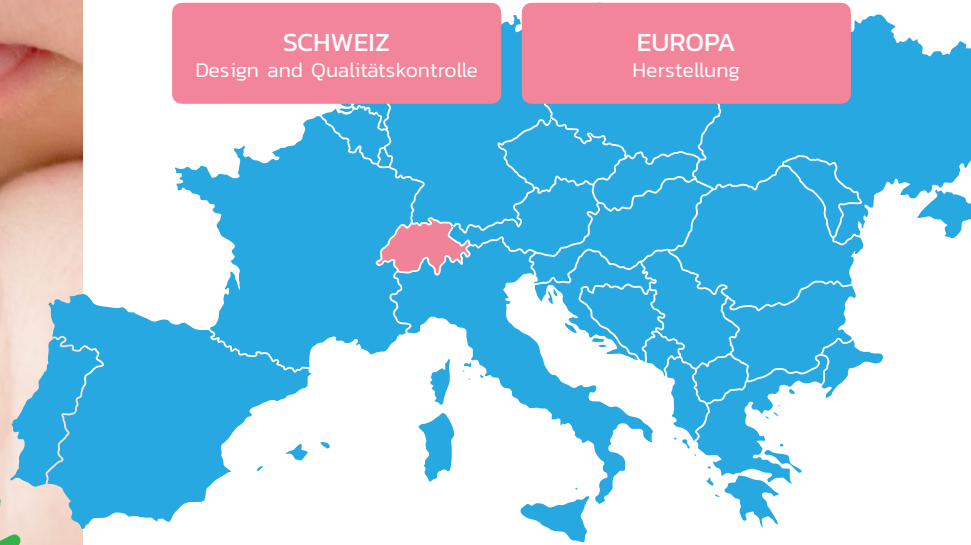 SCHWEIZ
Design and Qualitätskontrolle
EUROPA
Herstellung